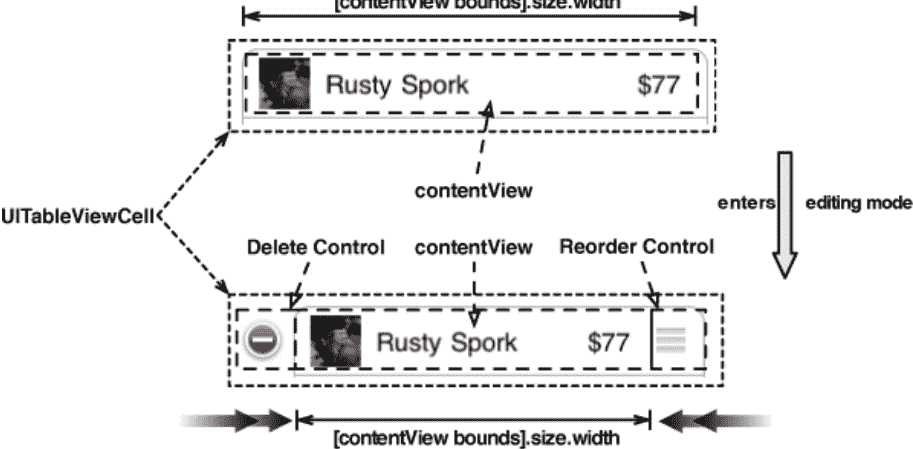 [contentView bounds].size.width
Rusty Spork $77
contentView
UITableViewCell
enters editing mode
Delete Control contentView Reorder Control
Rusty Spork $77
[contentView bounds].size.width